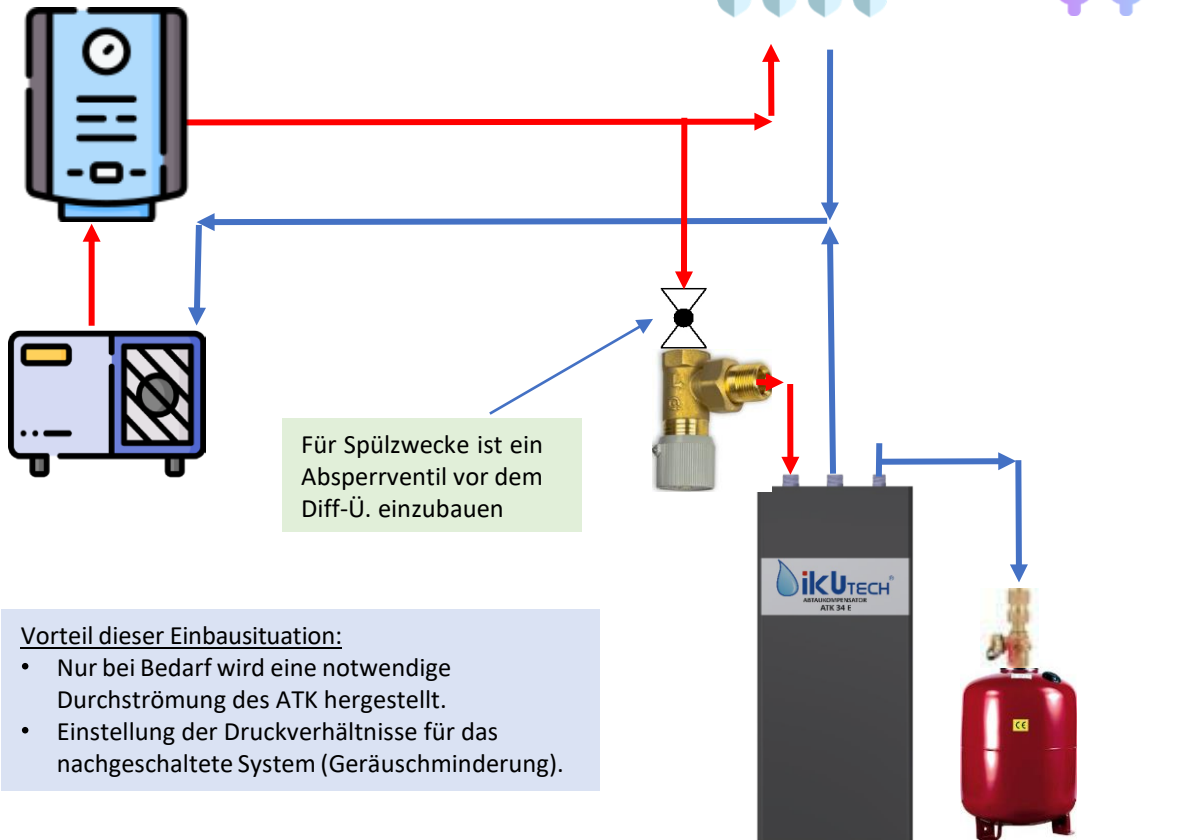 Für Spülzwecke ist ein
Absperrventil vor dem
Diff-Ü. einzubauen
iKUTECH®
ABTAUKOMPENSATOR
ATK 34 E
CE
Vorteil dieser Einbausituation:
• Nur bei Bedarf wird eine notwendige
Durchströmung des ATK hergestellt.
• Einstellung der Druckverhältnisse für das
nachgeschaltete System (Geräuschminderung).